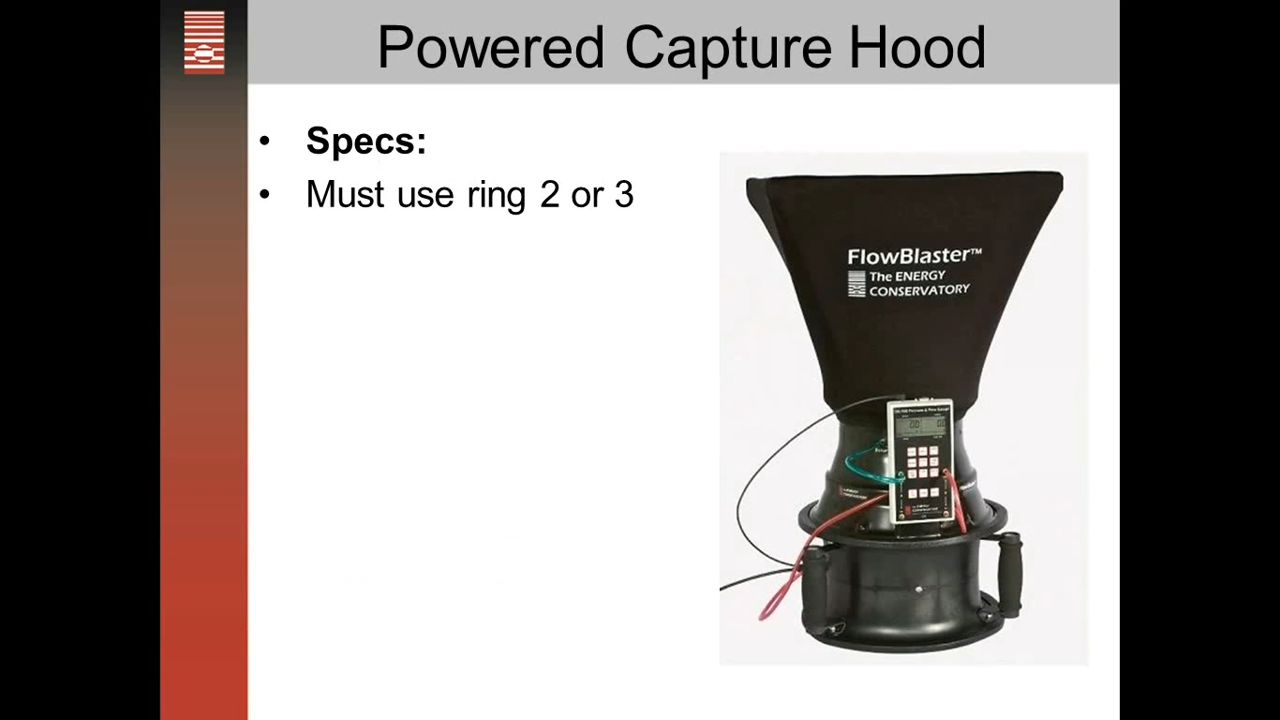 Powered Capture Hood
• Specs:
• Must use ring 2 or 3
FlowBlaster™
The ENERGY
CONSERVATORY